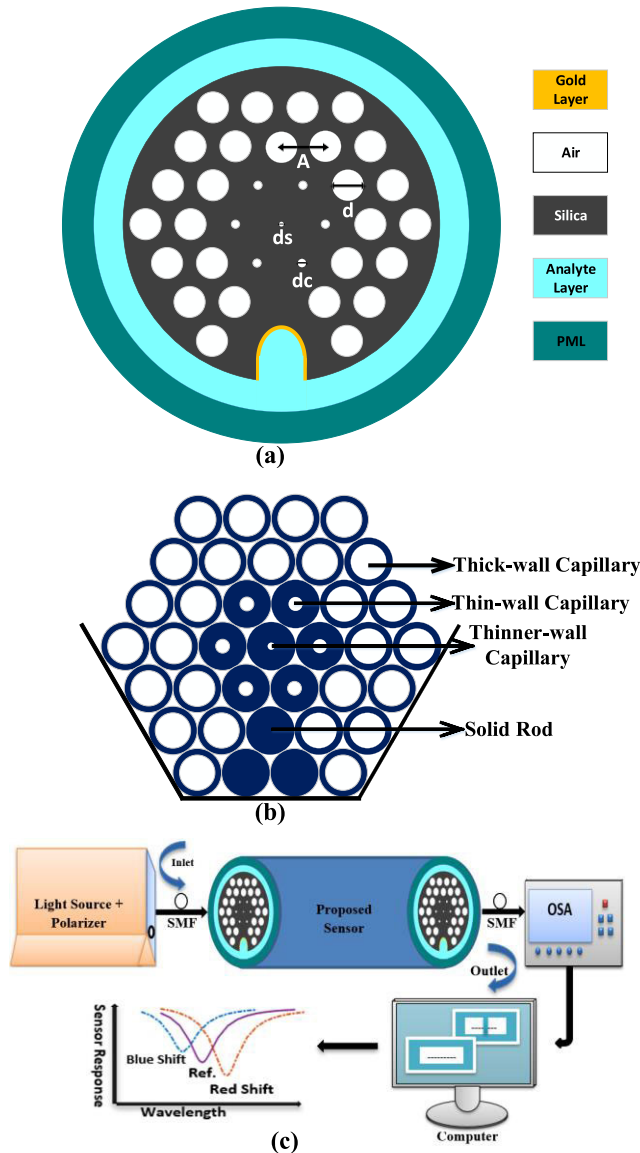 Gold
Layer
Air
Silica
Analyte
Layer
PML
A
d
ds
dc
(a)
Thick-wall Capillary
Thin-wall Capillary
Thinner-wall
Capillary
Solid Rod
(b)
Inlet
Light Source +
Polarizer
SMF
Proposed
Sensor
SMF
OSA
Outlet
Sensor Response
Blue Shift
Ref.
Red Shift
Wavelength
Computer
(c)